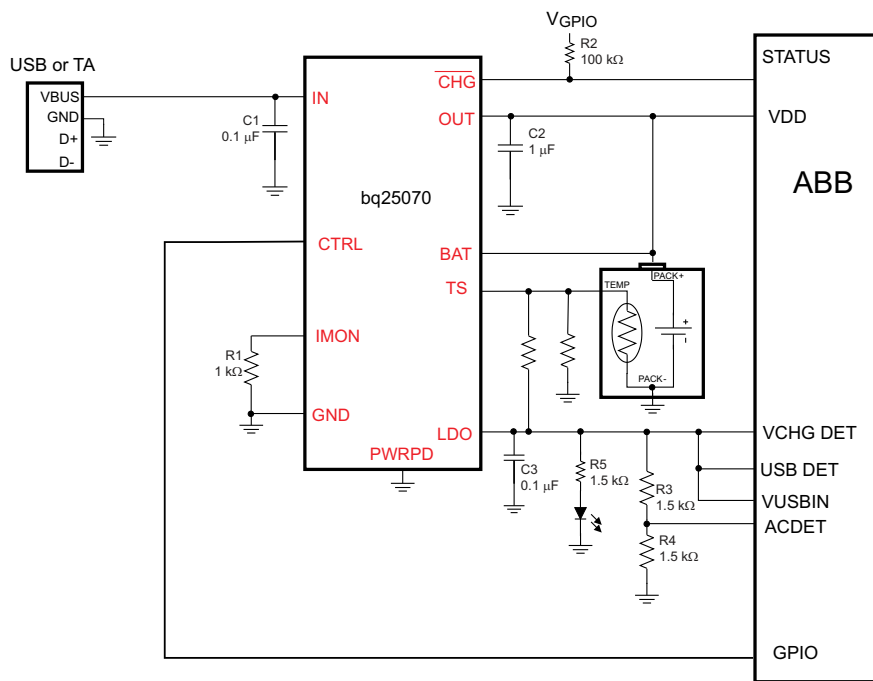 USB or TA
VBUS
GND
D+
D-
C1
0.1 μF
IN
CTRL
IMON
GND
PWRPD
R1
1 kΩ
bq25070
CHG
OUT
BAT
TS
LDO
VGPIO
R2
100 kΩ
C2
1 μF
TEMP
PACK+
+
-
PACK-
C3
0.1 μF
R5
1.5 kΩ
R3
1.5 kΩ
R4
1.5 kΩ
STATUS
VDD
ABB
VCHG DET
USB DET
VUSBIN
ACDET
GPIO